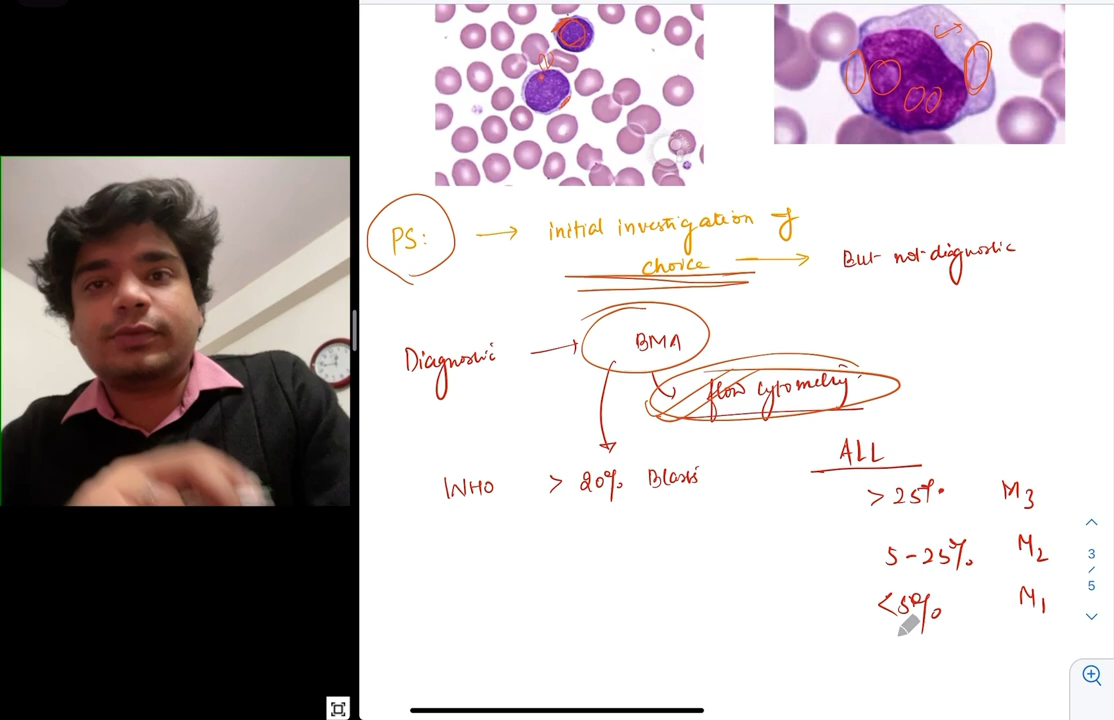 PS: → initial investigation of
choice → But not diagnostic
Diagnostic → BMA
flow cytometry
WHO > 20% Blasts
ALL
> 25% M3
5-25% M2
<5% M1
3
/
5